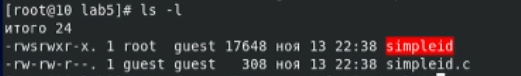 [root@10 lab5]# ls -l
итого 24
-rwsrwxr-x. 1 root  guest 17648 ноя 13 22:38 simpleid
-rw-rw-r--. 1 guest guest   308 ноя 13 22:38 simpleid.c